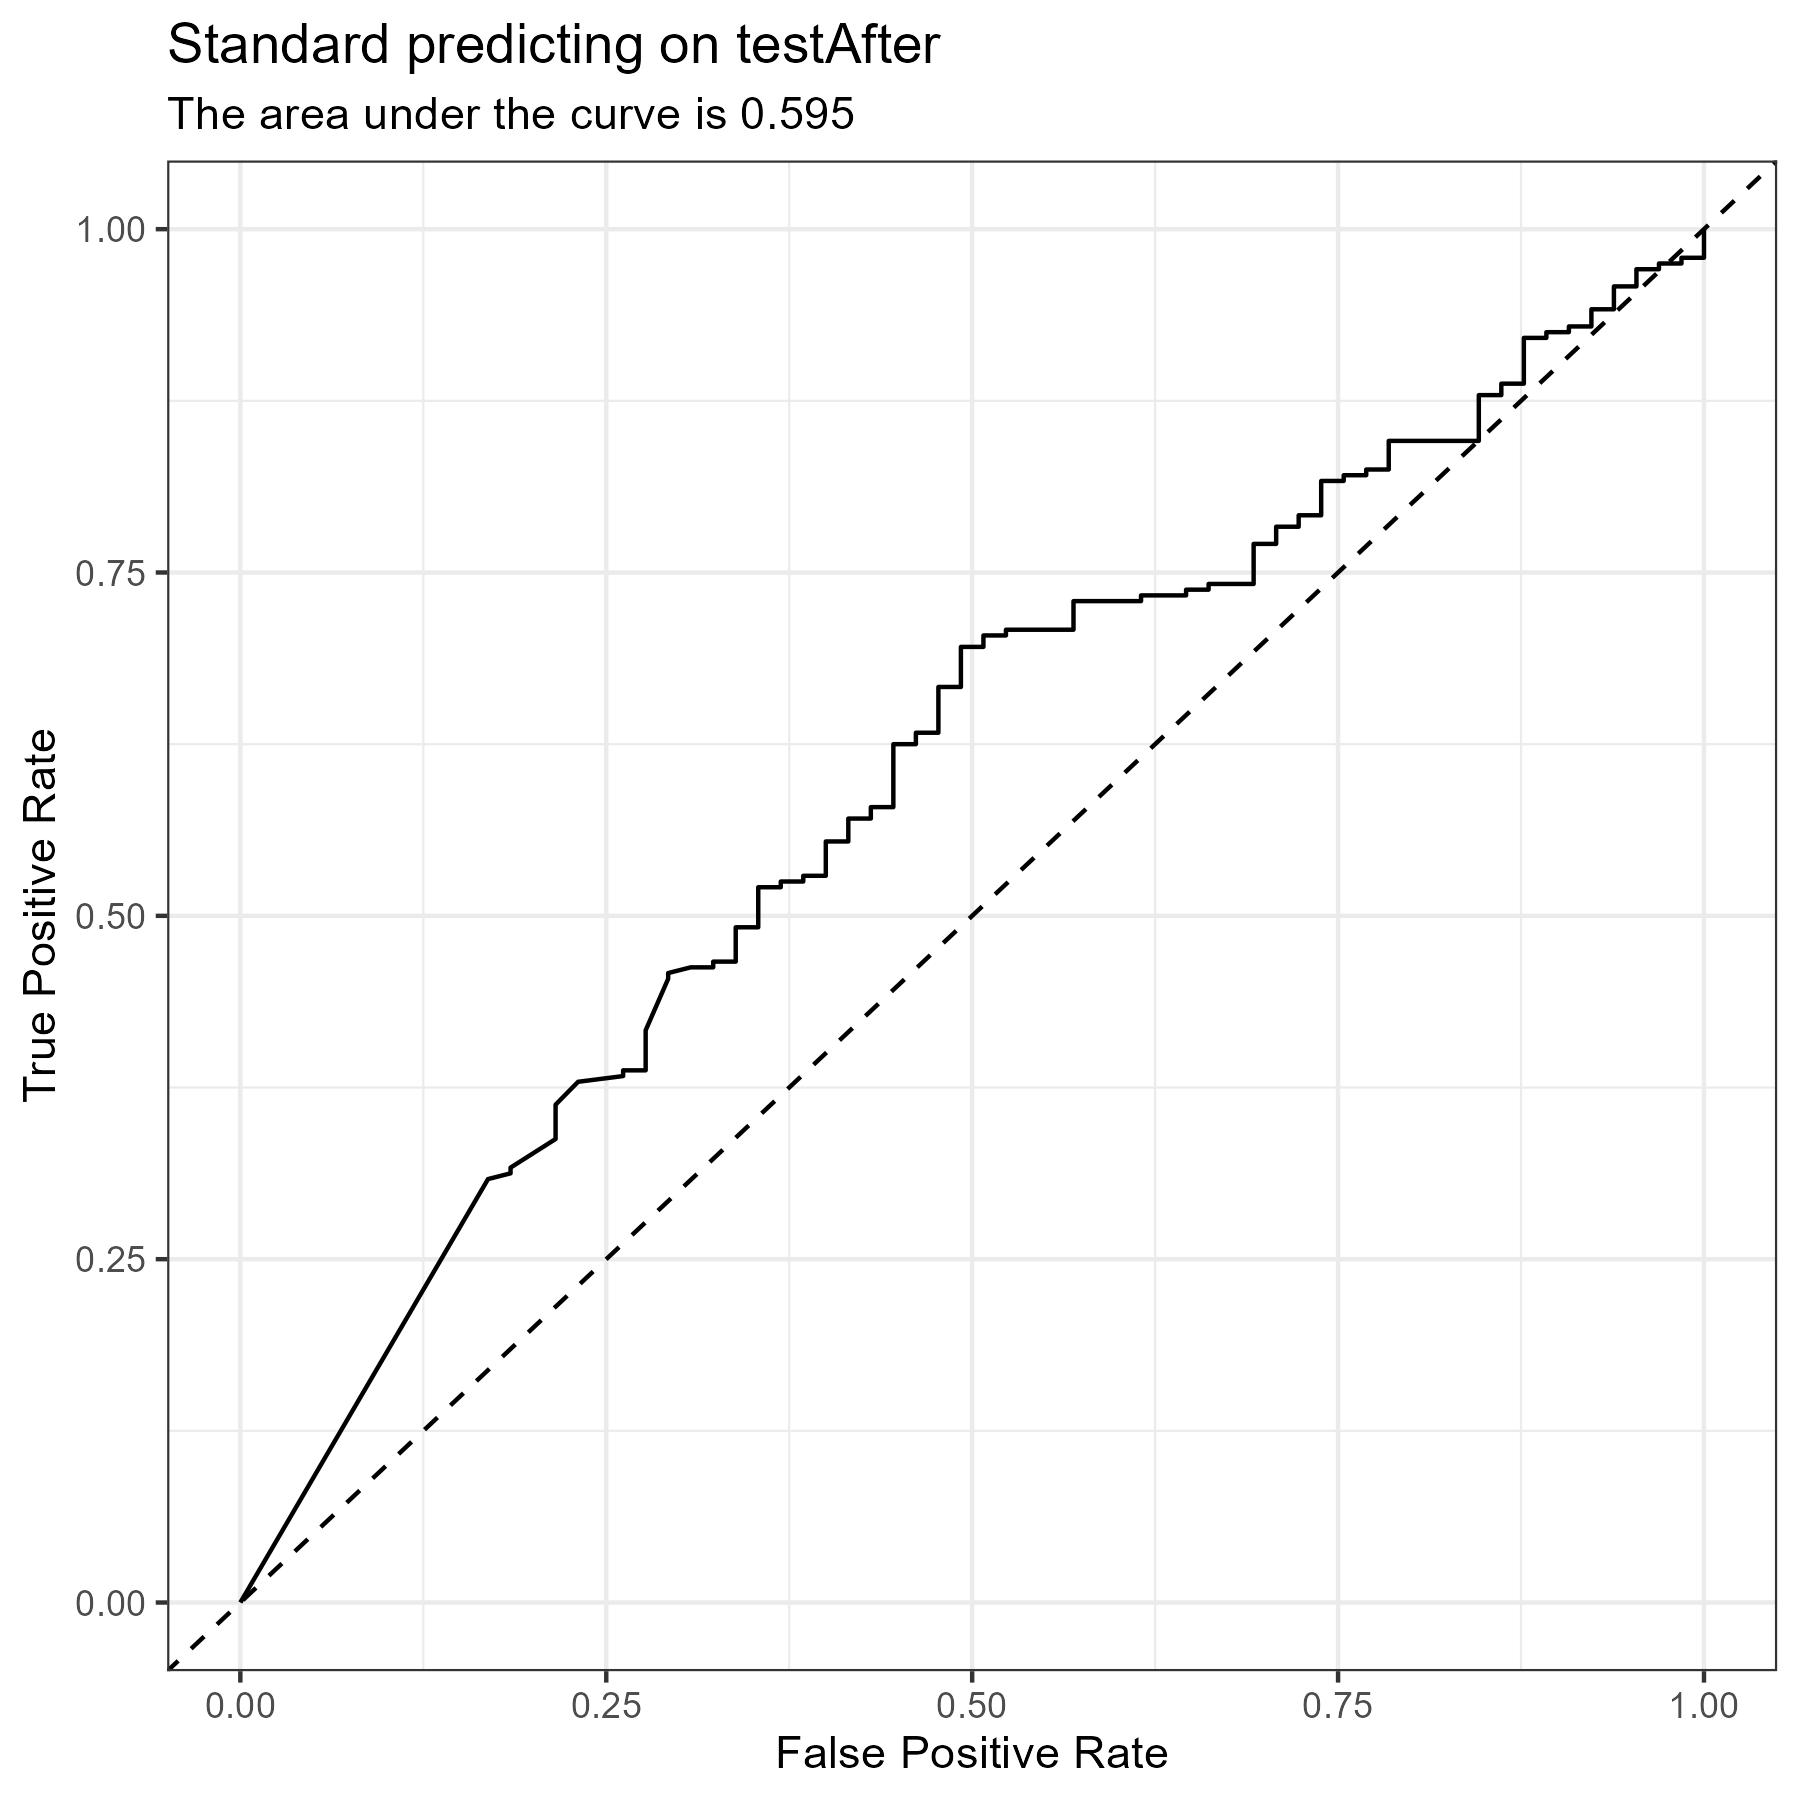 Standard predicting on testAfter
The area under the curve is 0.595
1.00
0.75
0.50
0.25
0.00
True Positive Rate
0.00 0.25 0.50 0.75 1.00
False Positive Rate